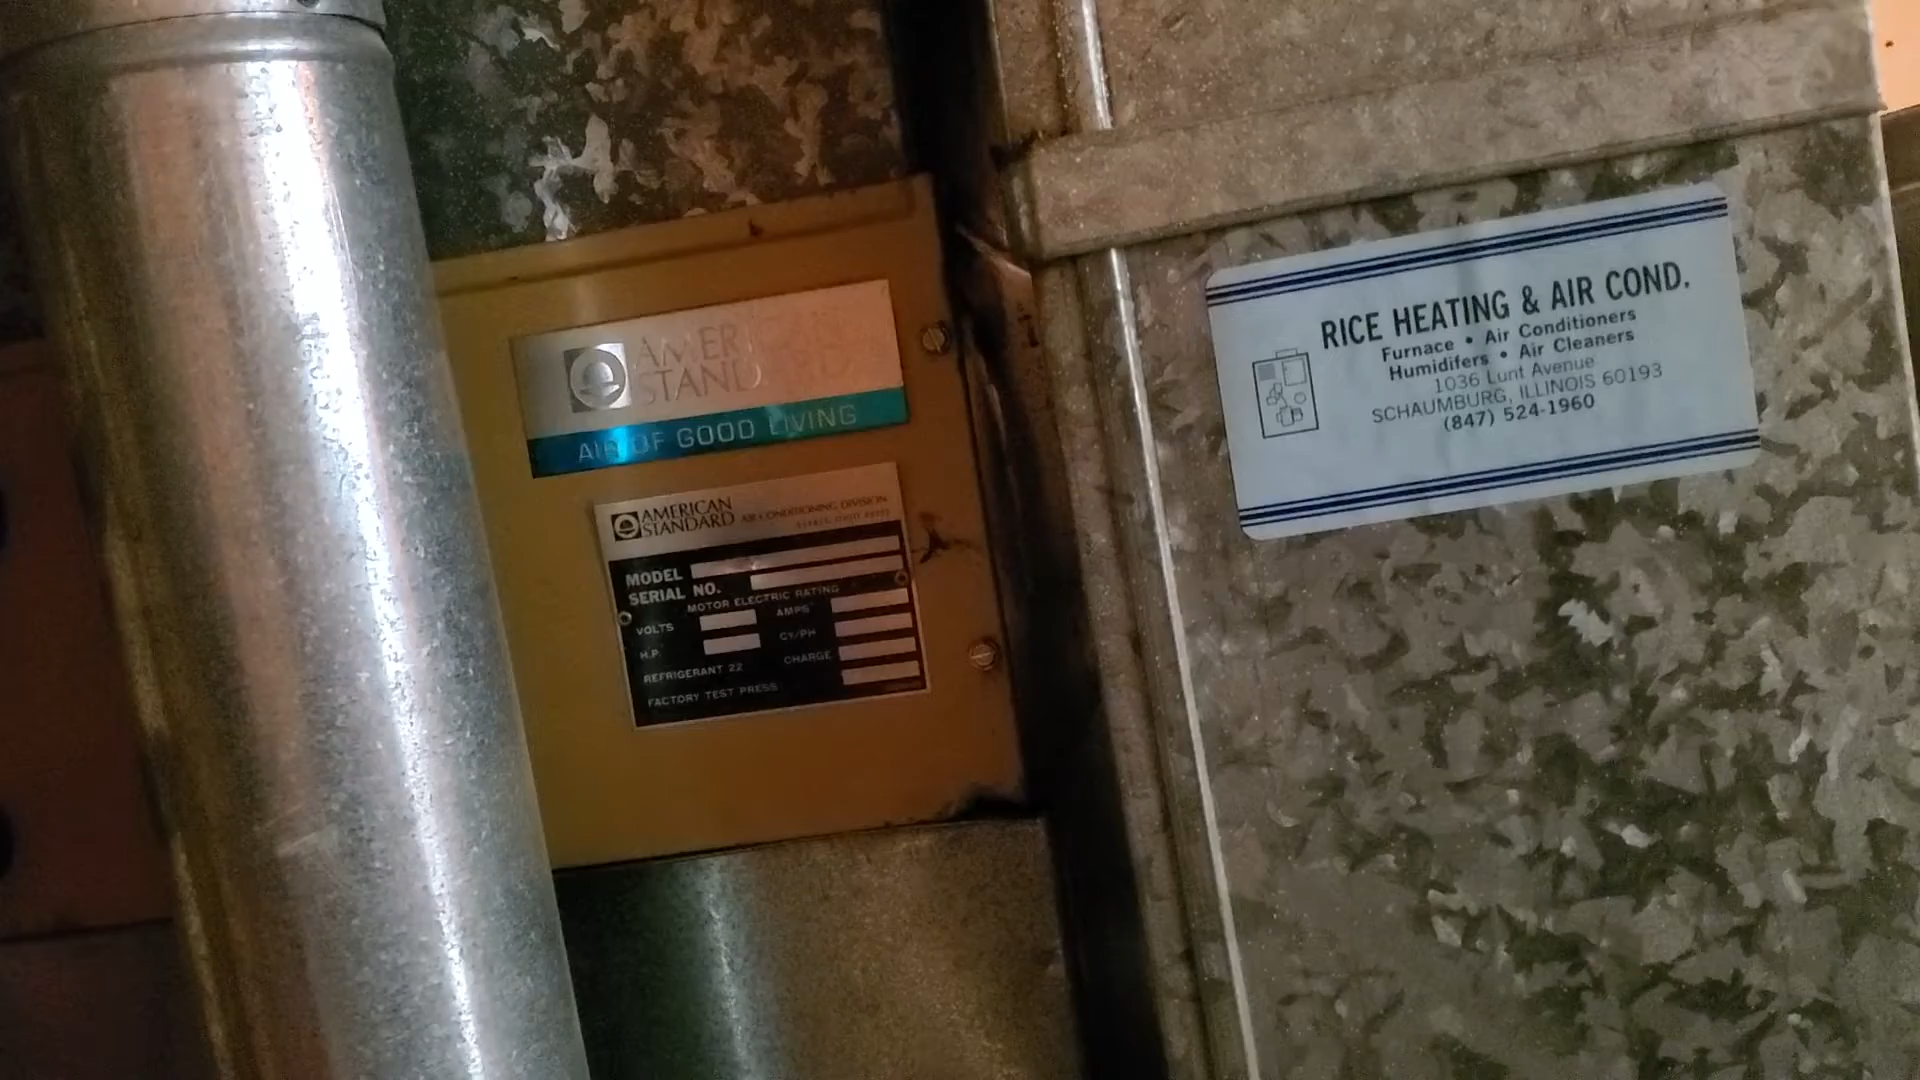 AMERICAN
STANDARD
AIR OF GOOD LIVING
AMERICAN
STANDARD AIR CONDITIONING DIVISION
MODEL
SERIAL NO.
MOTOR ELECTRIC RATING
VOLTS AMPS
H.P. CY/PH
REFRIGERANT 22 CHARGE
FACTORY TEST PRESS
RICE HEATING & AIR COND.
Furnace • Air Conditioners
Humidifers • Air Cleaners
1036 Lunt Avenue
SCHAUMBURG, ILLINOIS 60193
(847) 524-1960